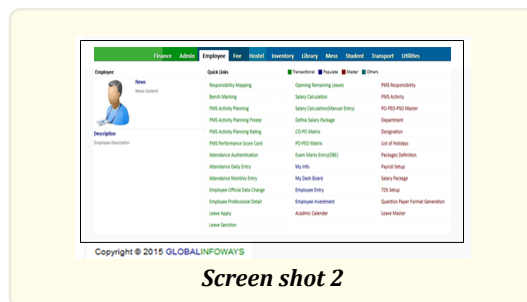 Finance Admin Employee Fee Hostel Inventory Library Mess Student Transport Utilities
Employee
News
News Content
Description
Employee Description
Quick Links
Transactional Populate Master Others
Responsibility Mapping Opening Remaining Leaves PMS Responsibility
Bench Marking Salary Calculation PMS Activity
PMS Activity Planning Salary Calculation(Manual Entry) PO-PEO-PSO Master
PMS Activity Planning Freeze Define Salary Package Department
PMS Activity Planning Rating CO-PO Matrix Designation
PMS Performance Score Card PO-PEO Matrix List of Holidays
Attendance Authentication Exam Marks Entry(OBE) Packages Definition
Attendance Daily Entry My Info Payroll Setup
Attendance Monthly Entry My Dash Board Salary Package
Employee Official Data Change Employee Entry TDS Setup
Employee Professional Detail Employee Investment Question Paper Format Generation
Leave Apply Acadmic Calender Leave Master
Leave Sanction
Copyright © 2015 GLOBALINFOWAYS
Screen shot 2